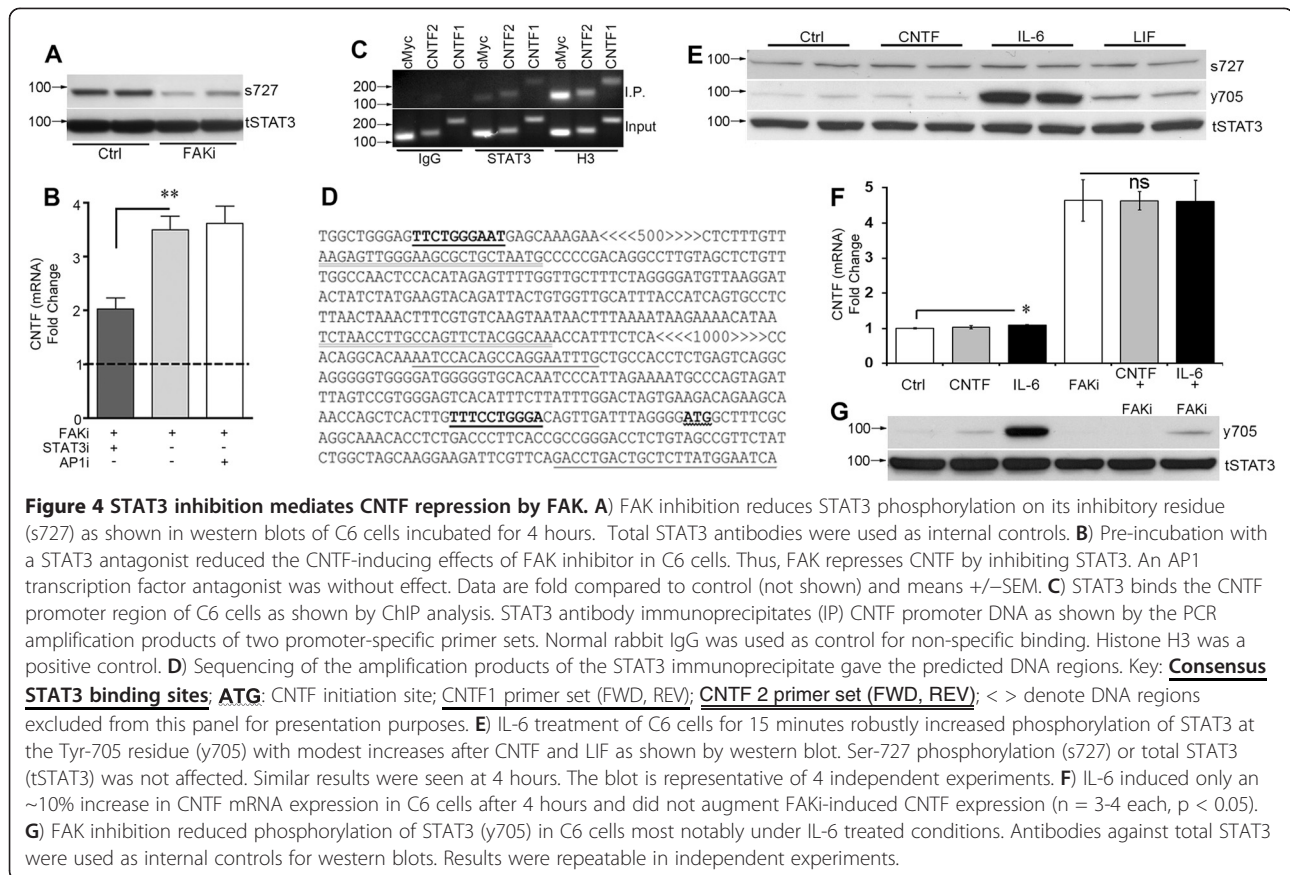 A
100
s727
100
tSTAT3
Ctrl FAKi
B
**
CNTF (mRNA)
Fold Change
4
3
2
1
0
FAKi + + +
STAT3i + - -
AP1i - - +
C
cMyc CNTF2 CNTF1 cMyc CNTF2 CNTF1 cMyc CNTF2 CNTF1
200
100
I.P.
200
100
Input
IgG STAT3 H3
D
TGGCTGGGAGTTCTGGGAATGAGCAAAGAA<<<<500>>>>CTCTTTGTT
AAGAGTTGGGAAGCGCTGCTAATGCCCCCGACAGGCCTTGTAGCTCTGTT
TGGCCAACTCCACATAGAGTTTTGGTTGCTTTCTAGGGGATGTTAAGGAT
ACTATCTATGAAGTACAGATTACTGTGGTTGCATTTACCATCAGTGCCTC
TTAACTAAACTTTCGTGTCAAGTAATAACTTTAAAATAAGAAAACATAA
TCTAACCTTGCCAGTTCTACGGCAAACCATTTCTCA<<<<1000>>>>CC
ACAGGCACAAAATCCACAGCCAGGAATTTGCTGCCACCTCTGAGTCAGGC
AGGGGGTGGGGATGGGGGTGCACAATCCCATTAGAAAATGCCCAGTAGAT
TTAGTCCGTGGGAGTCACATTTCTATTTGGACTAGTGAAGACAGAAGCA
AACCAGCTCACTTGTTTCCTGGGACAGTTGATTTAGGGGATGGCTTTCGC
AGGCAAACACCTCTGACCCTTCACCGCCGGGACCTCTGTAGCCGTTCTAT
CTGGCTAGCAAGGAAGATTCGTTCAGACCTGACTGCTCTTATGGAATCA
E
Ctrl CNTF IL-6 LIF
100
s727
100
y705
100
tSTAT3
F
CNTF (mRNA)
Fold Change
5
4
3
2
1
0
*
ns
Ctrl CNTF IL-6 FAKi CNTF + FAKi IL-6 + FAKi
G
100
y705
100
tSTAT3
Figure 4 STAT3 inhibition mediates CNTF repression by FAK. A) FAK inhibition reduces STAT3 phosphorylation on its inhibitory residue
(s727) as shown in western blots of C6 cells incubated for 4 hours. Total STAT3 antibodies were used as internal controls. B) Pre-incubation with
a STAT3 antagonist reduced the CNTF-inducing effects of FAK inhibitor in C6 cells. Thus, FAK represses CNTF by inhibiting STAT3. An AP1
transcription factor antagonist was without effect. Data are fold compared to control (not shown) and means +/−SEM. C) STAT3 binds the CNTF
promoter region of C6 cells as shown by ChIP analysis. STAT3 antibody immunoprecipitates (IP) CNTF promoter DNA as shown by the PCR
amplification products of two promoter-specific primer sets. Normal rabbit IgG was used as control for non-specific binding. Histone H3 was a
positive control. D) Sequencing of the amplification products of the STAT3 immunoprecipitate gave the predicted DNA regions. Key: Consensus
STAT3 binding sites; ATG: CNTF initiation site; CNTF1 primer set (FWD, REV); CNTF 2 primer set (FWD, REV); < > denote DNA regions
excluded from this panel for presentation purposes. E) IL-6 treatment of C6 cells for 15 minutes robustly increased phosphorylation of STAT3 at
the Tyr-705 residue (y705) with modest increases after CNTF and LIF as shown by western blot. Ser-727 phosphorylation (s727) or total STAT3
(tSTAT3) was not affected. Similar results were seen at 4 hours. The blot is representative of 4 independent experiments. F) IL-6 induced only an
~10% increase in CNTF mRNA expression in C6 cells after 4 hours and did not augment FAKi-induced CNTF expression (n = 3-4 each, p < 0.05).
G) FAK inhibition reduced phosphorylation of STAT3 (y705) in C6 cells most notably under IL-6 treated conditions. Antibodies against total STAT3
were used as internal controls for western blots. Results were repeatable in independent experiments.